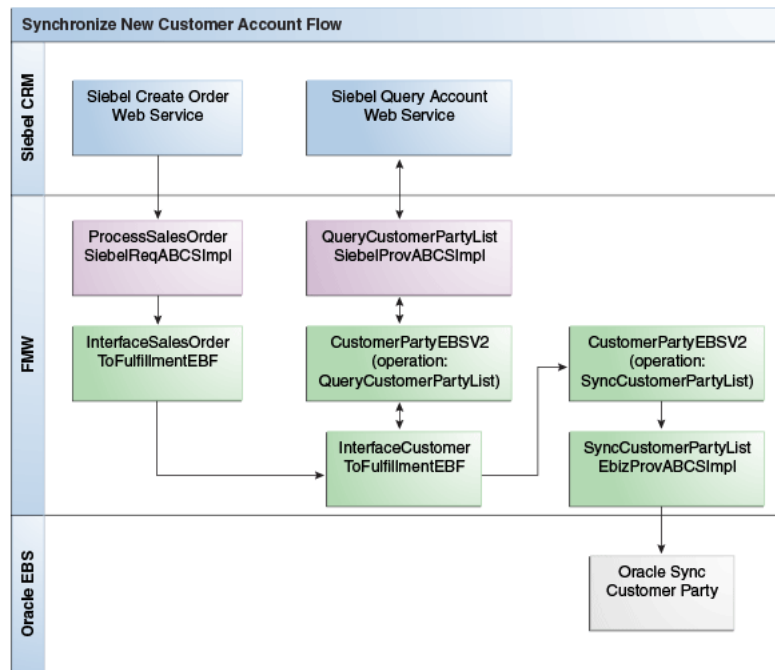 Synchronize New Customer Account Flow
Siebel CRM
Siebel Create Order
Web Service
Siebel Query Account
Web Service
FMW
ProcessSalesOrder
SiebelReqABCSImpl
QueryCustomerPartyList
SiebelProvABCSImpl
InterfaceSalesOrder
ToFulfillmentEBF
CustomerPartyEBSV2
(operation:
QueryCustomerPartyList)
CustomerPartyEBSV2
(operation:
SyncCustomerPartyList)
InterfaceCustomer
ToFulfillmentEBF
SyncCustomerPartyList
EbizProvABCSImpl
Oracle EBS
Oracle Sync
Customer Party